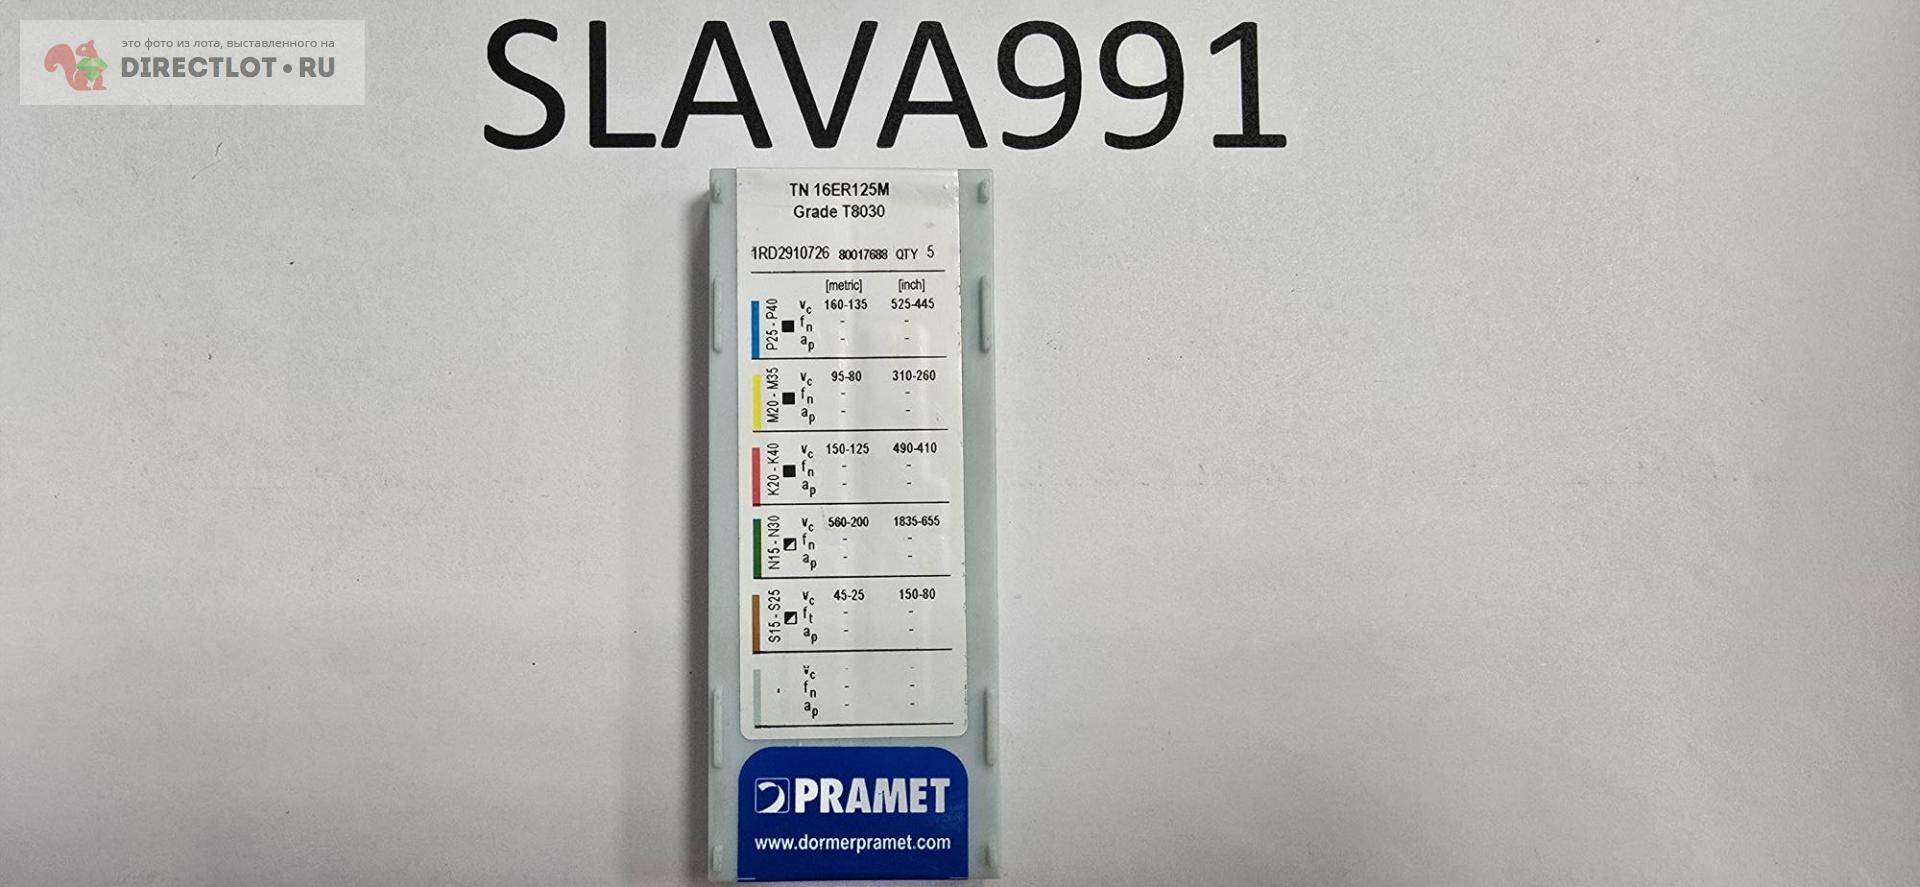 это фото из лота, выставленного на
DIRECTLOT.RU
SLAVA991
TN 16ER125M
Grade T8030
1RD2910726 80017688 QTY 5
[metric] [inch]
P25 - P40
vc 160-135 525-445
fn - -
ap - -
M20 - M35
vc 95-80 310-260
fn - -
ap - -
K20 - K40
vc 150-125 490-410
fn - -
ap - -
N15 - N30
vc 560-200 1835-655
fn - -
ap - -
S15 - S25
vc 45-25 150-80
ft - -
ap - -
-
vc - -
fn - -
ap - -
PRAMET
www.dormerpramet.com